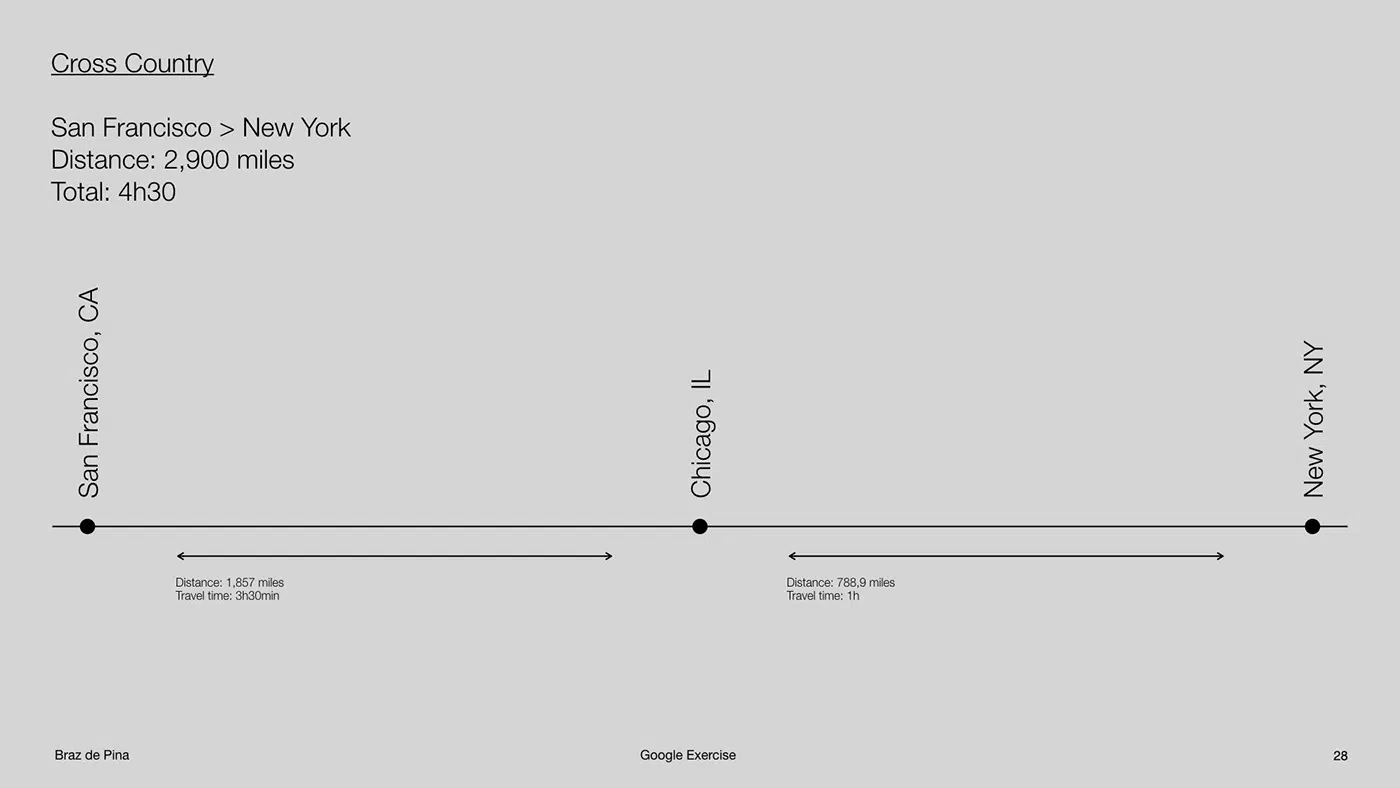 Cross Country
San Francisco > New York
Distance: 2,900 miles
Total: 4h30
San Francisco, CA
Chicago, IL
New York, NY
Distance: 1,857 miles
Travel time: 3h30min
Distance: 788,9 miles
Travel time: 1h
Braz de Pina
Google Exercise
28